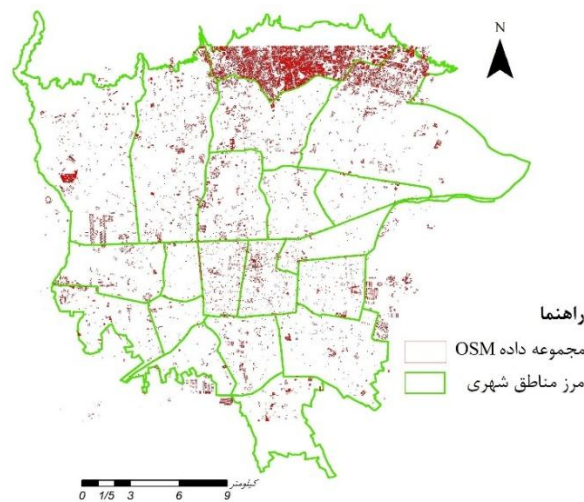 N
راهنما
مجموعه داده OSM
مرز مناطق شهری
کیلومتر
0 1/5 3 6 9